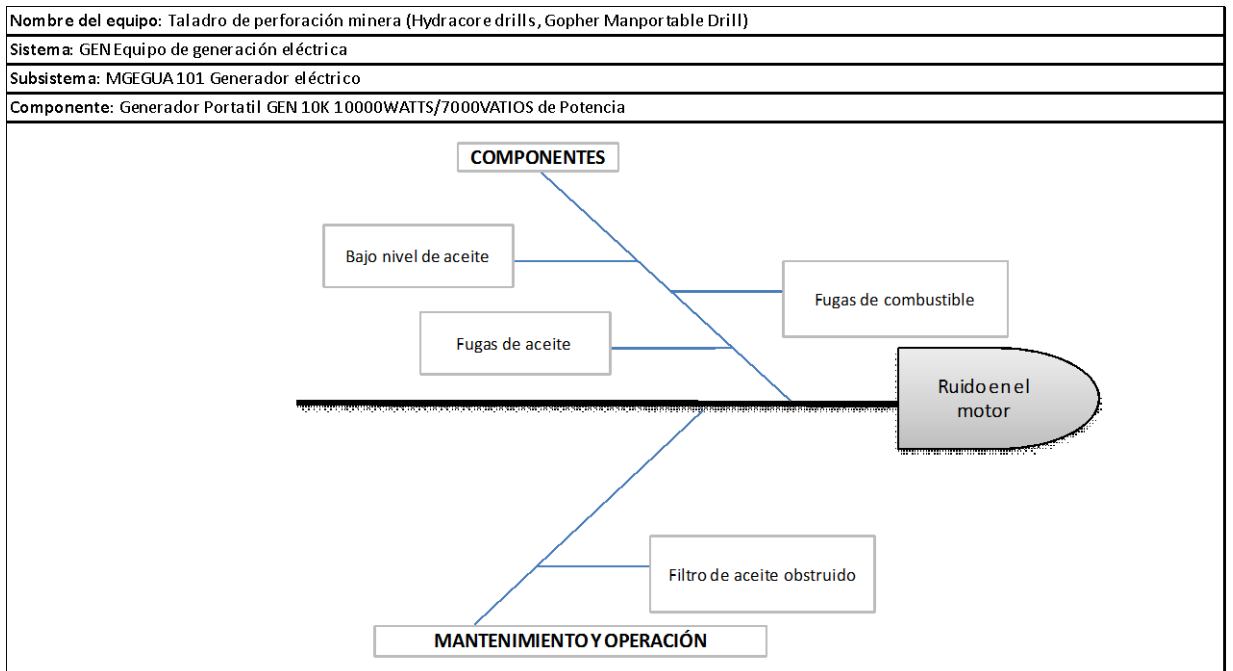 Nombre del equipo: Taladro de perforación minera (Hydracore drills, Gopher Manportable Drill)
Sistema: GEN Equipo de generación eléctrica
Subsistema: MGEGUA 101 Generador eléctrico
Componente: Generador Portatil GEN 10K 10000WATTS/7000VATIOS de Potencia
COMPONENTES
Bajo nivel de aceite
Fugas de combustible
Fugas de aceite
Ruido en el
motor
Filtro de aceite obstruido
MANTENIMIENTO Y OPERACIÓN